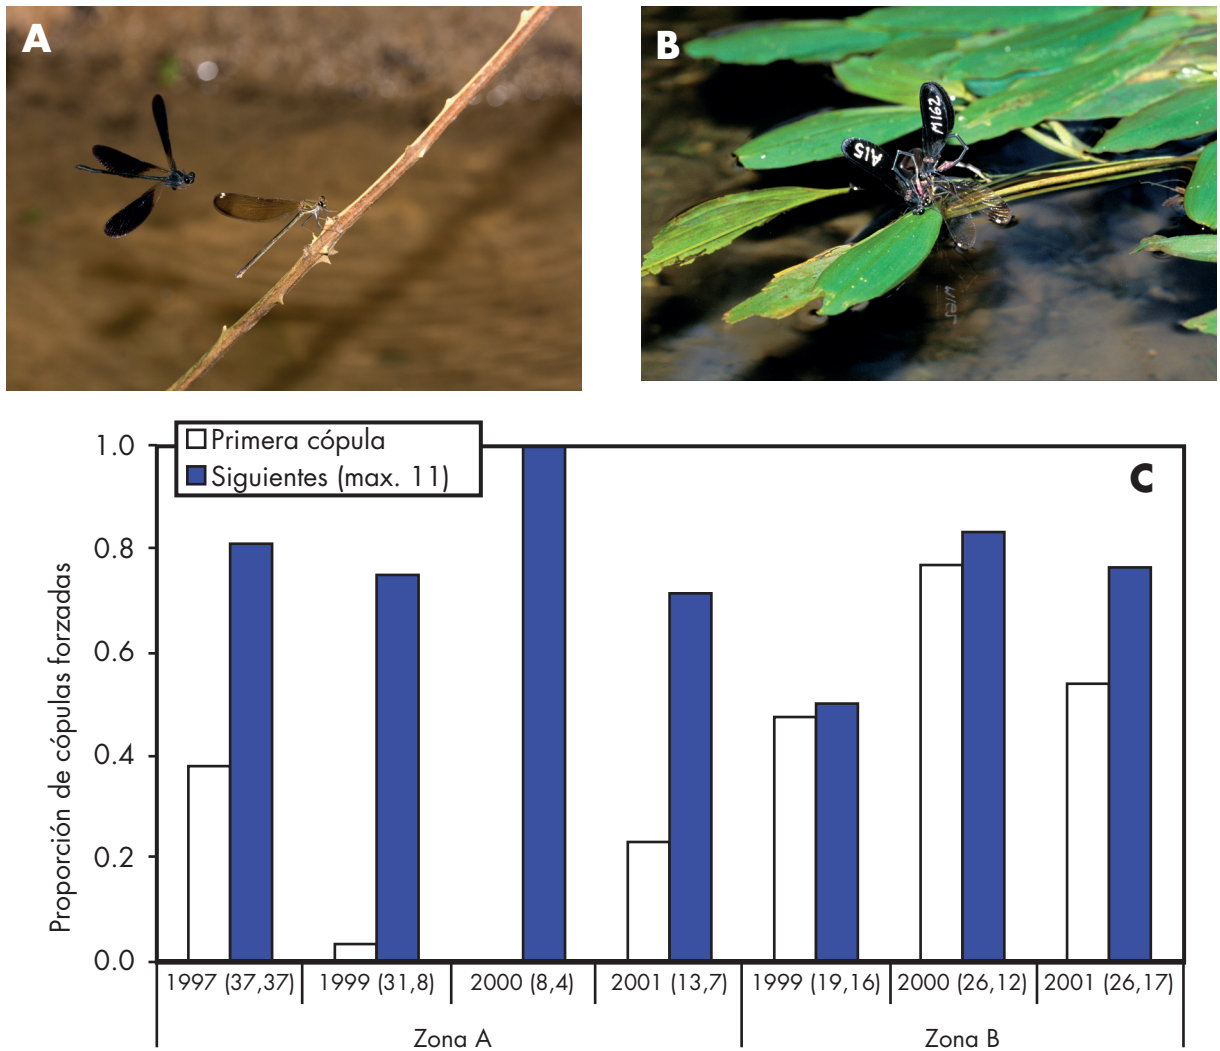 A
B
M162
A15
Primera cópula
Siguientes (max. 11)
C
Proporción de cópulas forzadas
1.0
0.8
0.6
0.4
0.2
0.0
1997 (37,37)
1999 (31,8)
2000 (8,4)
2001 (13,7)
1999 (19,16)
2000 (26,12)
2001 (26,17)
Zona A
Zona B